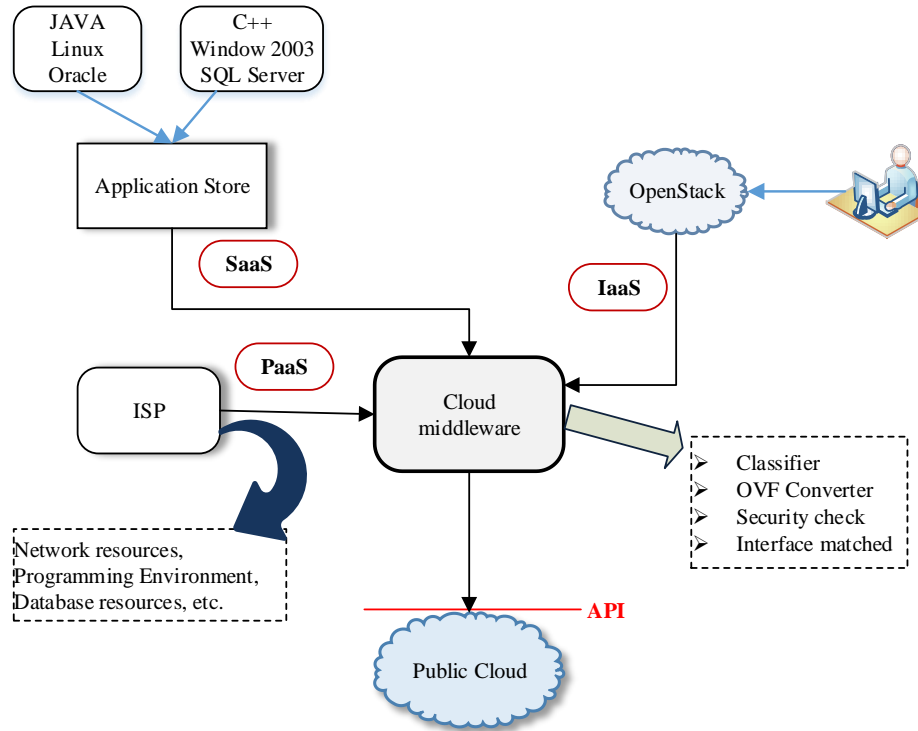 JAVA
Linux
Oracle
C++
Window 2003
SQL Server
Application Store
OpenStack
SaaS
IaaS
PaaS
ISP
Cloud
middleware
Classifier
OVF Converter
Security check
Interface matched
Network resources,
Programming Environment,
Database resources, etc.
API
Public Cloud